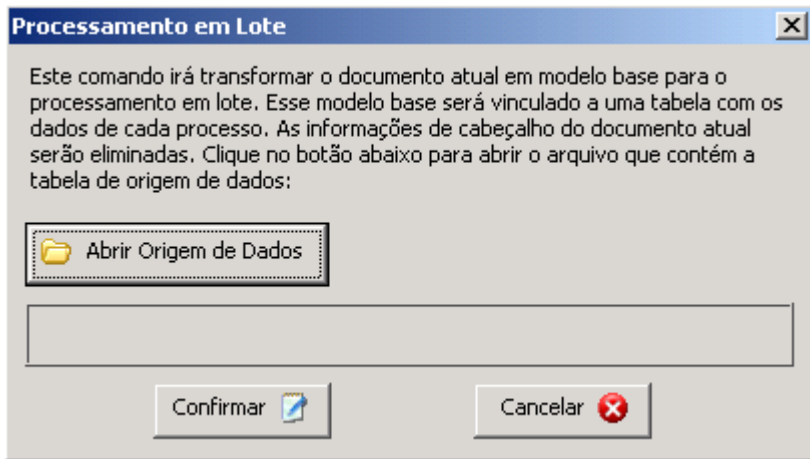 Processamento em Lote
Este comando irá transformar o documento atual em modelo base para o
processamento em lote. Esse modelo base será vinculado a uma tabela com os
dados de cada processo. As informações de cabeçalho do documento atual
serão eliminadas. Clique no botão abaixo para abrir o arquivo que contém a
tabela de origem de dados:
Abrir Origem de Dados
Confirmar
Cancelar